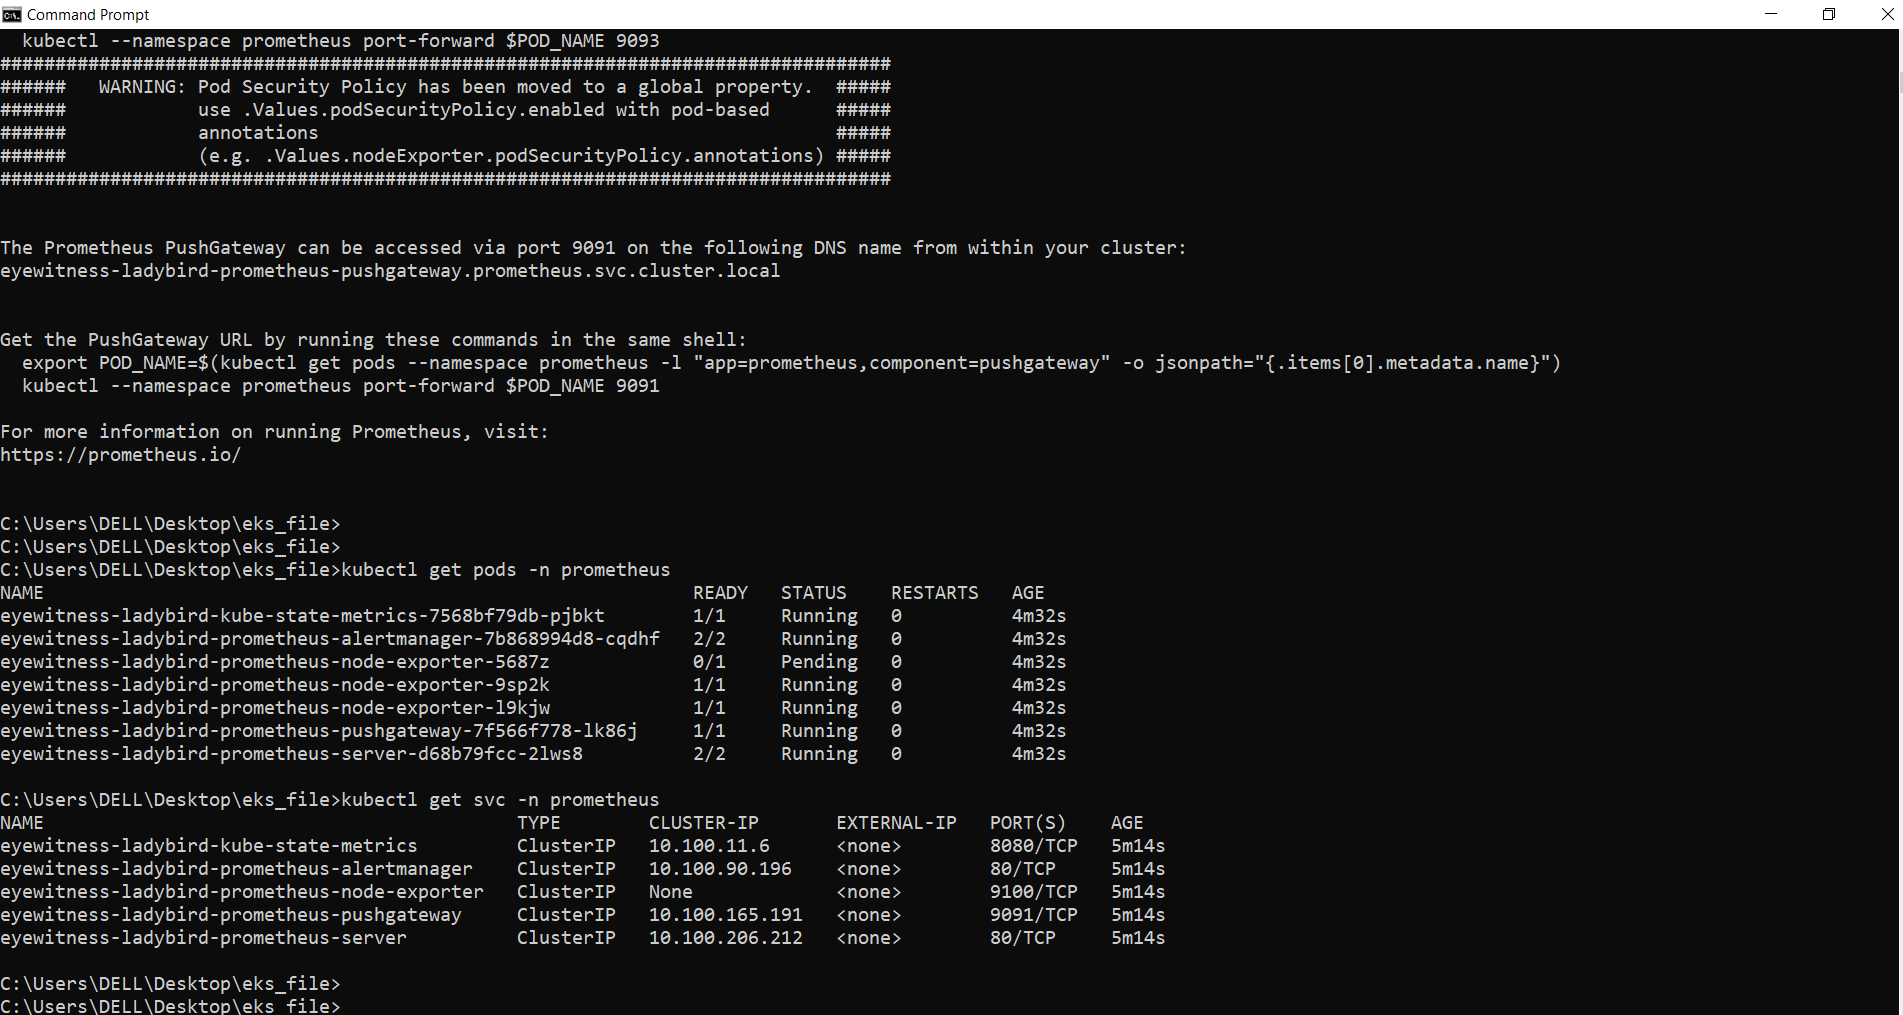 Command Prompt
  kubectl --namespace prometheus port-forward $POD_NAME 9093
#################################################################################
######   WARNING: Pod Security Policy has been moved to a global property.  #####
######            use .Values.podSecurityPolicy.enabled with pod-based      #####
######            annotations                                               #####
######            (e.g. .Values.nodeExporter.podSecurityPolicy.annotations) #####
#################################################################################
The Prometheus PushGateway can be accessed via port 9091 on the following DNS name from within your cluster:
eyewitness-ladybird-prometheus-pushgateway.prometheus.svc.cluster.local
Get the PushGateway URL by running these commands in the same shell:
  export POD_NAME=$(kubectl get pods --namespace prometheus -l "app=prometheus,component=pushgateway" -o jsonpath="{.items[0].metadata.name}")
  kubectl --namespace prometheus port-forward $POD_NAME 9091
For more information on running Prometheus, visit:
https://prometheus.io/
C:\Users\DELL\Desktop\eks_file>
C:\Users\DELL\Desktop\eks_file>
C:\Users\DELL\Desktop\eks_file>kubectl get pods -n prometheus
NAME                                                           READY   STATUS    RESTARTS   AGE
eyewitness-ladybird-kube-state-metrics-7568bf79db-pjbkt        1/1     Running   0          4m32s
eyewitness-ladybird-prometheus-alertmanager-7b868994d8-cqdhf   2/2     Running   0          4m32s
eyewitness-ladybird-prometheus-node-exporter-5687z             0/1     Pending   0          4m32s
eyewitness-ladybird-prometheus-node-exporter-9sp2k             1/1     Running   0          4m32s
eyewitness-ladybird-prometheus-node-exporter-l9kjw             1/1     Running   0          4m32s
eyewitness-ladybird-prometheus-pushgateway-7f566f778-lk86j     1/1     Running   0          4m32s
eyewitness-ladybird-prometheus-server-d68b79fcc-2lws8          2/2     Running   0          4m32s
C:\Users\DELL\Desktop\eks_file>kubectl get svc -n prometheus
NAME                                           TYPE        CLUSTER-IP       EXTERNAL-IP   PORT(S)    AGE
eyewitness-ladybird-kube-state-metrics         ClusterIP   10.100.11.6      <none>        8080/TCP   5m14s
eyewitness-ladybird-prometheus-alertmanager    ClusterIP   10.100.90.196    <none>        80/TCP     5m14s
eyewitness-ladybird-prometheus-node-exporter   ClusterIP   None             <none>        9100/TCP   5m14s
eyewitness-ladybird-prometheus-pushgateway     ClusterIP   10.100.165.191   <none>        9091/TCP   5m14s
eyewitness-ladybird-prometheus-server          ClusterIP   10.100.206.212   <none>        80/TCP     5m14s
C:\Users\DELL\Desktop\eks_file>
C:\Users\DELL\Desktop\eks_file>